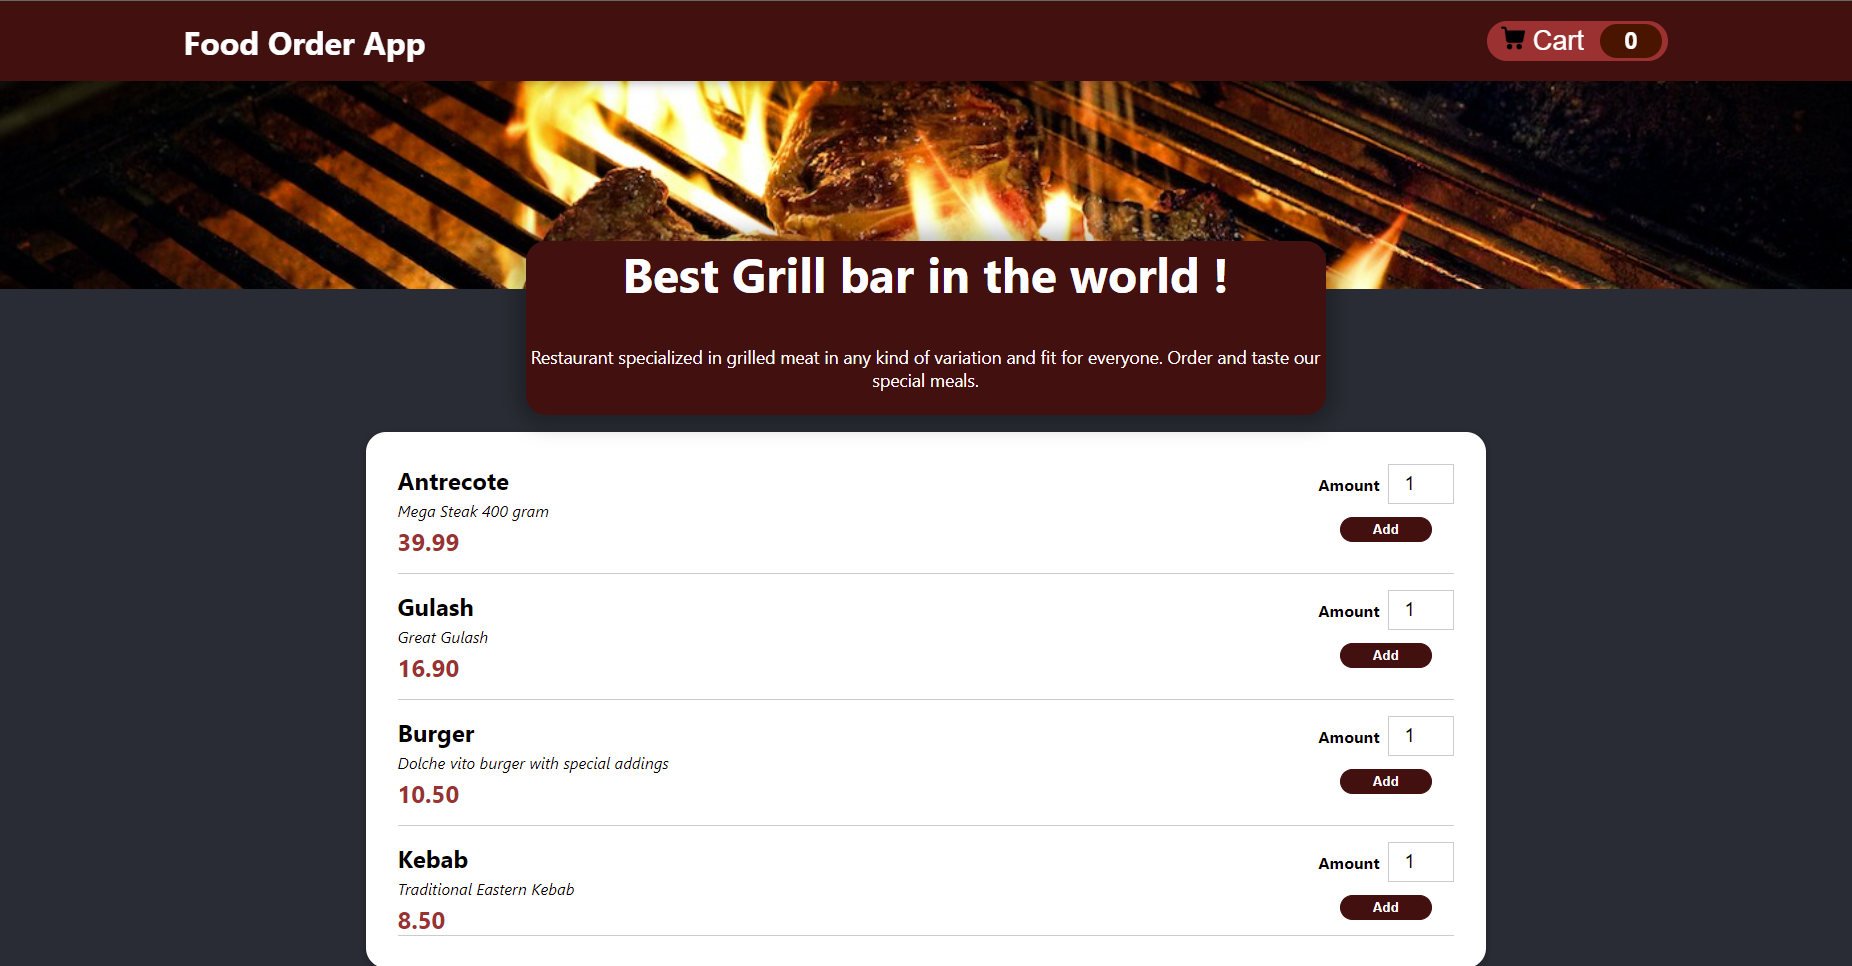 Food Order App
Cart 0
Best Grill bar in the world !
Restaurant specialized in grilled meat in any kind of variation and fit for everyone. Order and taste our
special meals.
Antrecote
Mega Steak 400 gram
39.99
Amount 1
Add
Gulash
Great Gulash
16.90
Amount 1
Add
Burger
Dolche vito burger with special addings
10.50
Amount 1
Add
Kebab
Traditional Eastern Kebab
8.50
Amount 1
Add